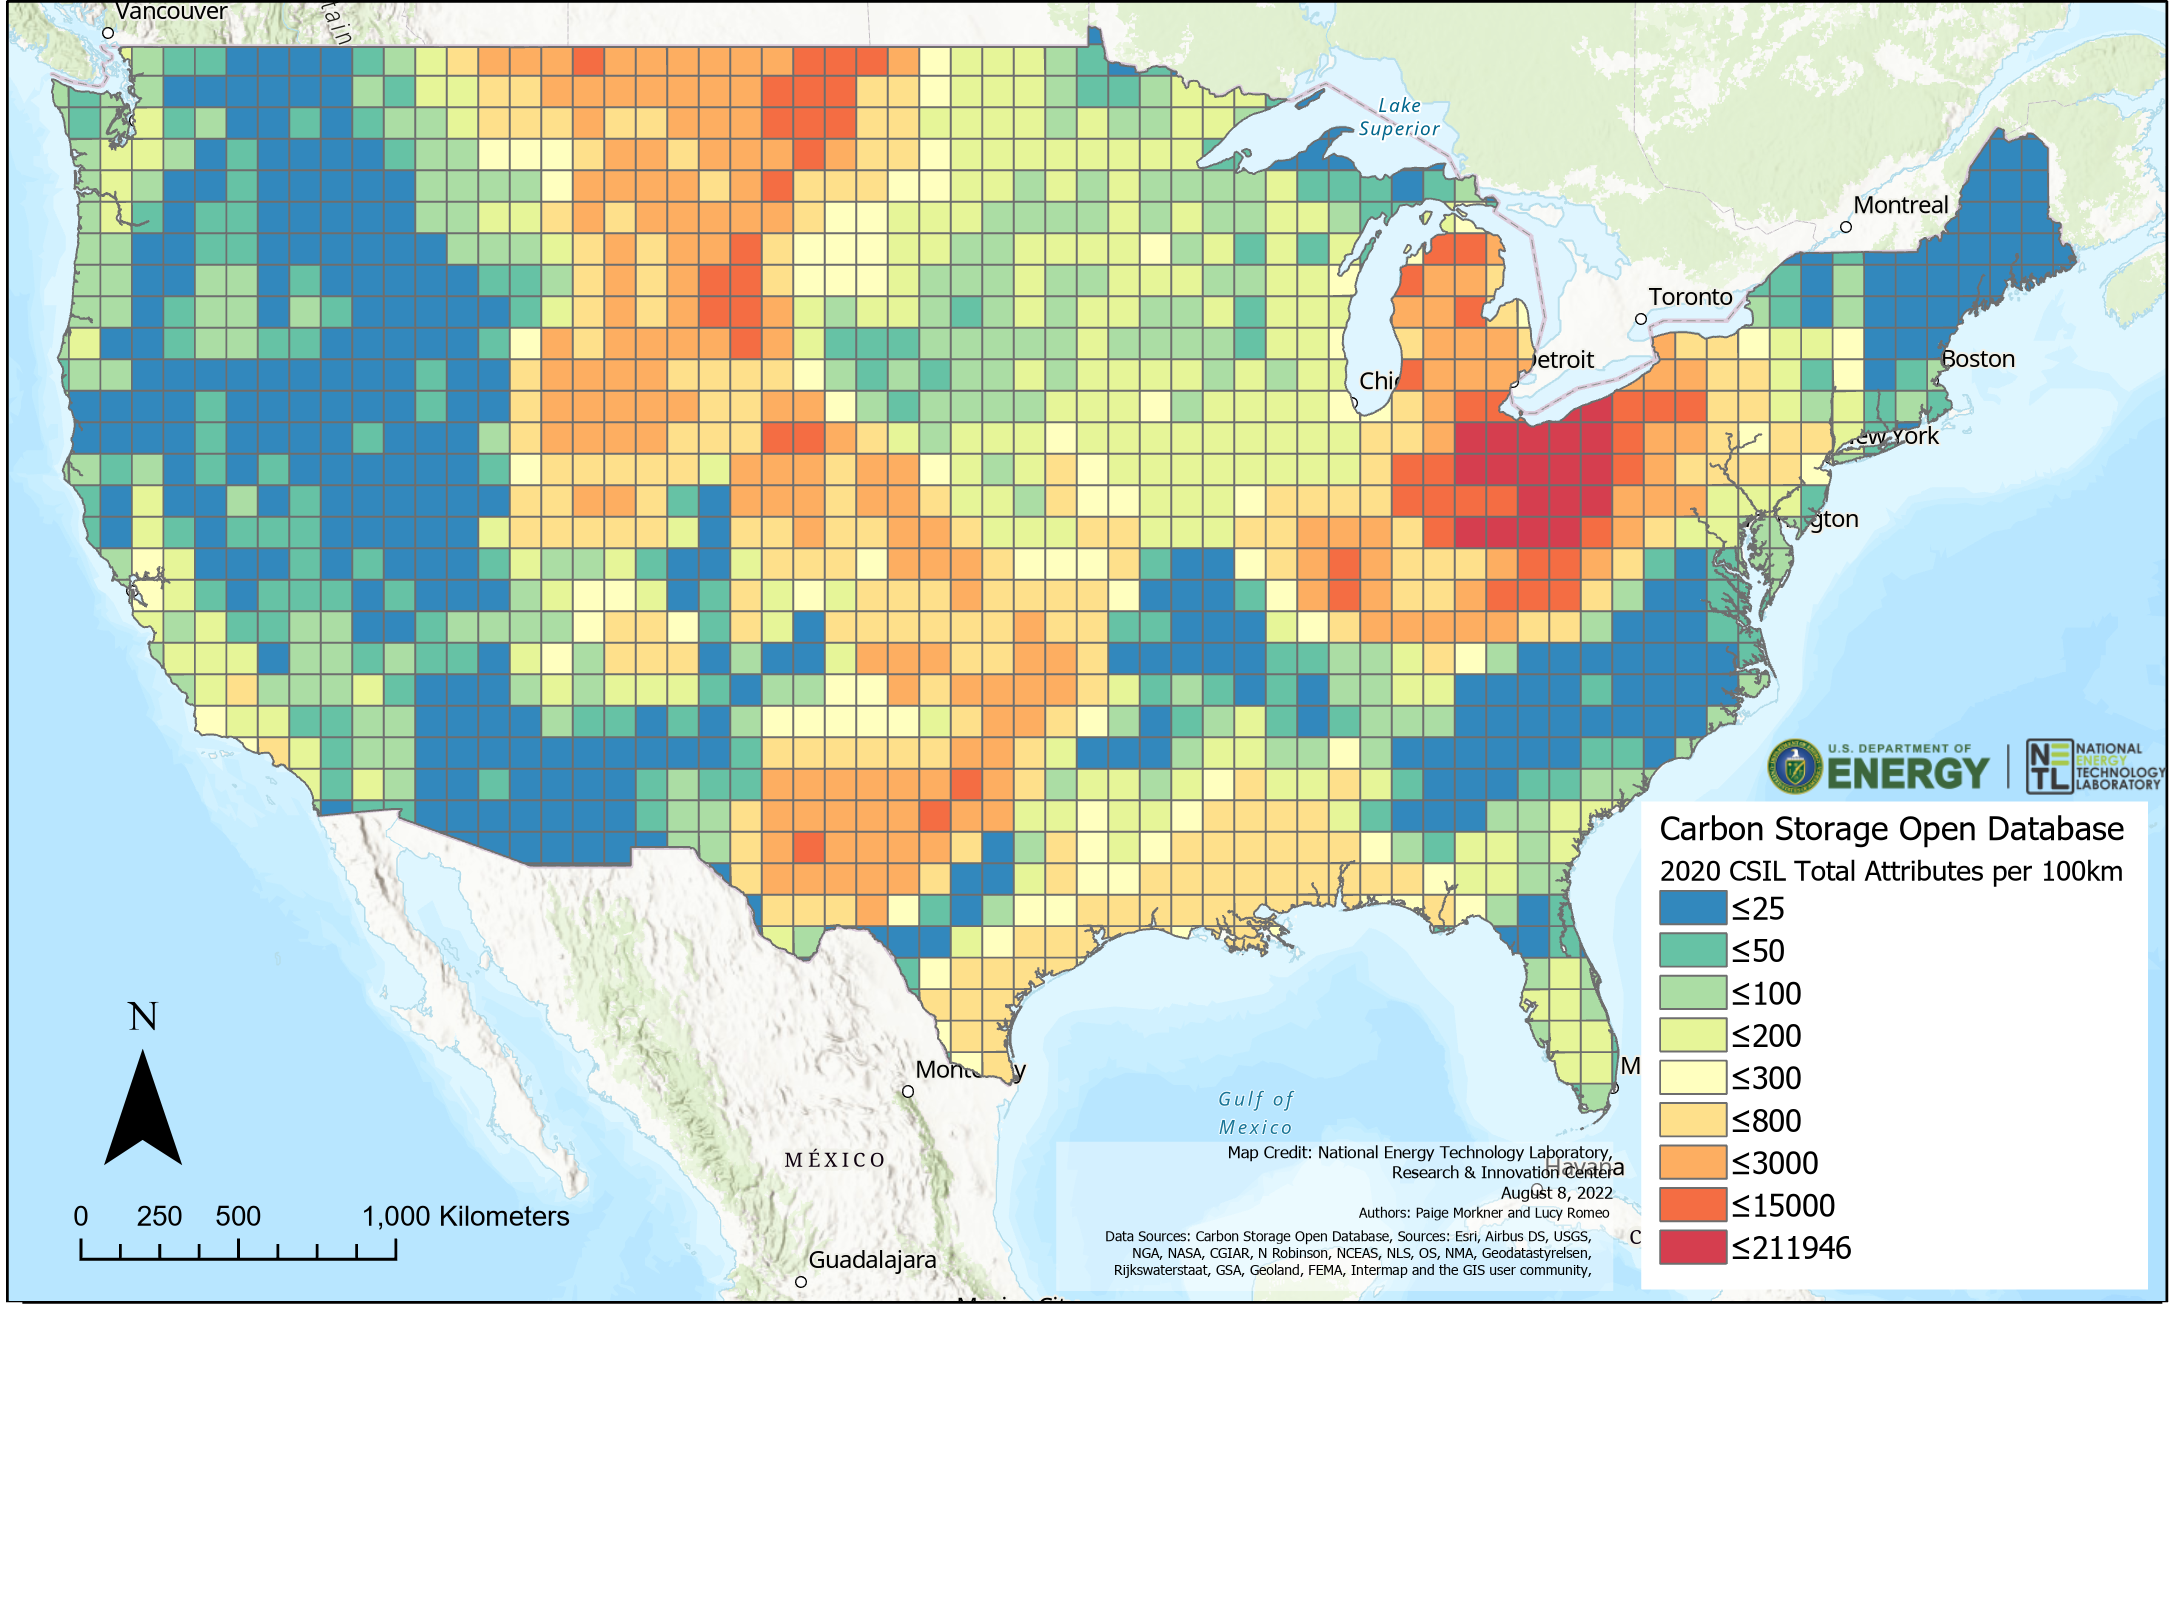 Vancouver
tain
Lake
Superior
Montreal
Toronto
Detroit
Chi
Boston
ew York
gton
U.S. DEPARTMENT OF
ENERGY
NETL
NATIONAL
ENERGY
TECHNOLOGY
LABORATORY
Carbon Storage Open Database
2020 CSIL Total Attributes per 100km
≤25
≤50
≤100
≤200
≤300
≤800
≤3000
≤15000
≤211946
N
0 250 500 1,000 Kilometers
M
Gulf of
Mexico
MÉXICO
Guadalajara
Havana
Map Credit: National Energy Technology Laboratory,
Research & Innovation Center
August 8, 2022
Authors: Paige Morkner and Lucy Romeo
Data Sources: Carbon Storage Open Database, Sources: Esri, Airbus DS, USGS,
NGA, NASA, CGIAR, N Robinson, NCEAS, NLS, OS, NMA, Geodatastyrelsen,
Rijkswaterstaat, GSA, Geoland, FEMA, Intermap and the GIS user community,